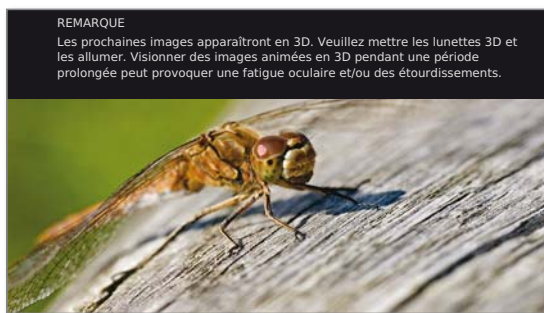 REMARQUE
Les prochaines images apparaîtront en 3D. Veuillez mettre les lunettes 3D et
les allumer. Visionner des images animées en 3D pendant une période
prolongée peut provoquer une fatigue oculaire et/ou des étourdissements.